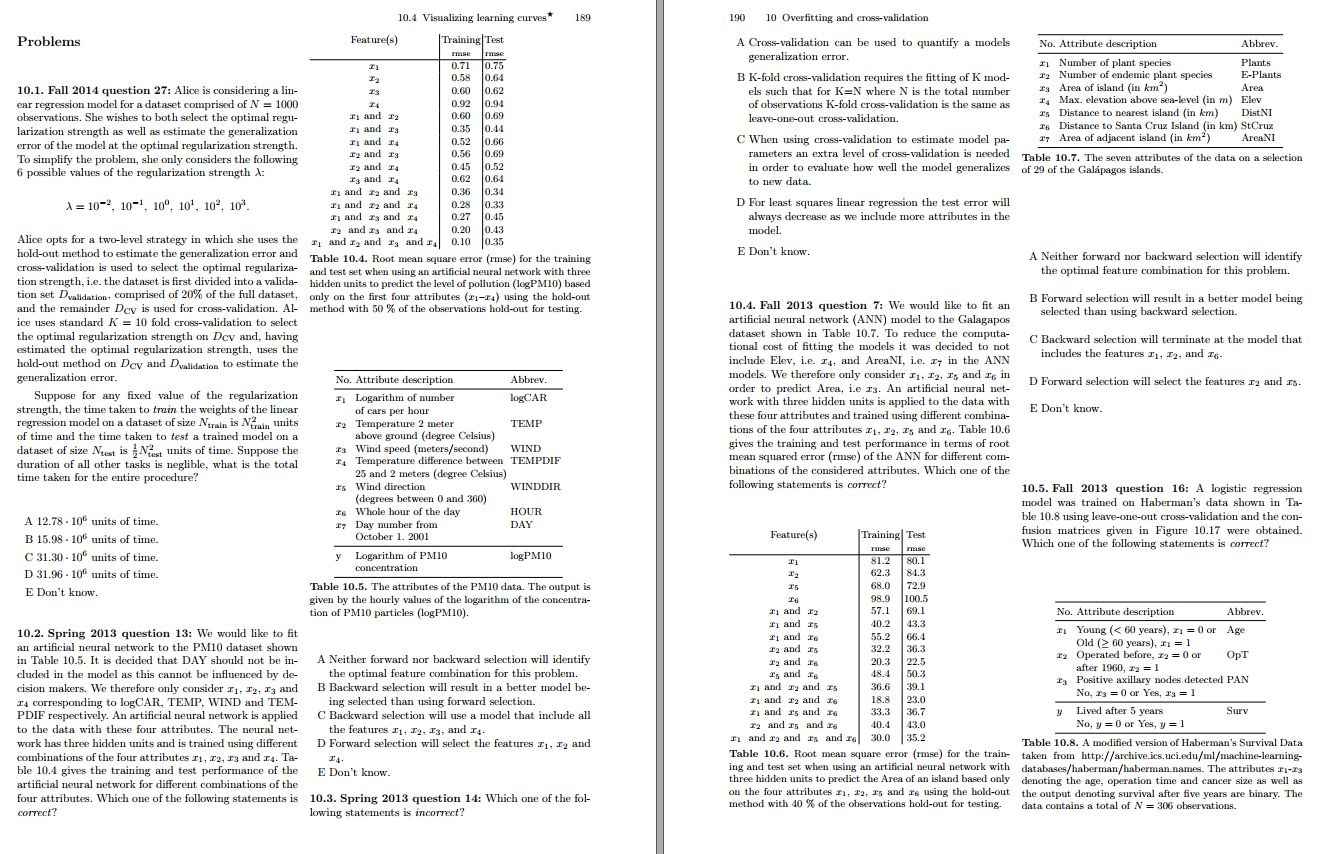 10.4 Visualizing learning curves★ 189
Problems
10.1. Fall 2014 question 27: Alice is considering a lin-
ear regression model for a dataset comprised of N = 1000
observations. She wishes to both select the optimal regu-
larization strength as well as estimate the generalization
error of the model at the optimal regularization strength.
To simplify the problem, she only considers the following
6 possible values of the regularization strength λ:
λ = 10⁻², 10⁻¹, 10⁰, 10¹, 10², 10³.
Alice opts for a two-level strategy in which she uses the
hold-out method to estimate the generalization error and
cross-validation is used to select the optimal regulariza-
tion strength, i.e. the dataset is first divided into a valida-
tion set D_validation, comprised of 20% of the full dataset,
and the remainder D_CV is used for cross-validation. Al-
ice uses standard K = 10 fold cross-validation to select
the optimal regularization strength on D_CV and, having
estimated the optimal regularization strength, uses the
hold-out method on D_CV and D_validation to estimate the
generalization error.
Suppose for any fixed value of the regularization
strength, the time taken to train the weights of the linear
regression model on a dataset of size N_train is N²_train units
of time and the time taken to test a trained model on a
dataset of size N_test is ½N²_test units of time. Suppose the
duration of all other tasks is neglible, what is the total
time taken for the entire procedure?
A 12.78 · 10⁶ units of time.
B 15.98 · 10⁶ units of time.
C 31.30 · 10⁶ units of time.
D 31.96 · 10⁶ units of time.
E Don't know.
10.2. Spring 2013 question 13: We would like to fit
an artificial neural network to the PM10 dataset shown
in Table 10.5. It is decided that DAY should not be in-
cluded in the model as this cannot be influenced by de-
cision makers. We therefore only consider x₁, x₂, x₃ and
x₄ corresponding to logCAR, TEMP, WIND and TEM-
PDIF respectively. An artificial neural network is applied
to the data with these four attributes. The neural net-
work has three hidden units and is trained using different
combinations of the four attributes x₁, x₂, x₃ and x₄. Ta-
ble 10.4 gives the training and test performance of the
artificial neural network for different combinations of the
four attributes. Which one of the following statements is
correct?
Feature(s) Training Test
rmse rmse
x₁ 0.71 0.75
x₂ 0.58 0.64
x₃ 0.60 0.62
x₄ 0.92 0.94
x₁ and x₂ 0.60 0.69
x₁ and x₃ 0.35 0.44
x₁ and x₄ 0.52 0.66
x₂ and x₃ 0.56 0.69
x₂ and x₄ 0.45 0.52
x₃ and x₄ 0.62 0.64
x₁ and x₂ and x₃ 0.36 0.34
x₁ and x₂ and x₄ 0.28 0.33
x₁ and x₃ and x₄ 0.27 0.45
x₂ and x₃ and x₄ 0.20 0.43
x₁ and x₂ and x₃ and x₄ 0.10 0.35
Table 10.4. Root mean square error (rmse) for the training
and test set when using an artificial neural network with three
hidden units to predict the level of pollution (logPM10) based
only on the first four attributes (x₁–x₄) using the hold-out
method with 50 % of the observations hold-out for testing.
No. Attribute description Abbrev.
x₁ Logarithm of number logCAR
of cars per hour
x₂ Temperature 2 meter TEMP
above ground (degree Celsius)
x₃ Wind speed (meters/second) WIND
x₄ Temperature difference between TEMPDIF
25 and 2 meters (degree Celsius)
x₅ Wind direction WINDDIR
(degrees between 0 and 360)
x₆ Whole hour of the day HOUR
x₇ Day number from DAY
October 1. 2001
y Logarithm of PM10 logPM10
concentration
Table 10.5. The attributes of the PM10 data. The output is
given by the hourly values of the logarithm of the concentra-
tion of PM10 particles (logPM10).
A Neither forward nor backward selection will identify
the optimal feature combination for this problem.
B Backward selection will result in a better model be-
ing selected than using forward selection.
C Backward selection will use a model that include all
the features x₁, x₂, x₃, and x₄.
D Forward selection will select the features x₁, x₂ and
x₄.
E Don't know.
10.3. Spring 2013 question 14: Which one of the fol-
lowing statements is incorrect?
190 10 Overfitting and cross-validation
A Cross-validation can be used to quantify a models
generalization error.
B K-fold cross-validation requires the fitting of K mod-
els such that for K=N where N is the total number
of observations K-fold cross-validation is the same as
leave-one-out cross-validation.
C When using cross-validation to estimate model pa-
rameters an extra level of cross-validation is needed
in order to evaluate how well the model generalizes
to new data.
D For least squares linear regression the test error will
always decrease as we include more attributes in the
model.
E Don't know.
10.4. Fall 2013 question 7: We would like to fit an
artificial neural network (ANN) model to the Galagapos
dataset shown in Table 10.7. To reduce the computa-
tional cost of fitting the models it was decided to not
include Elev, i.e. x₄, and AreaNI, i.e. x₇ in the ANN
models. We therefore only consider x₁, x₂, x₅ and x₆ in
order to predict Area, i.e x₃. An artificial neural net-
work with three hidden units is applied to the data with
these four attributes and trained using different combina-
tions of the four attributes x₁, x₂, x₅ and x₆. Table 10.6
gives the training and test performance in terms of root
mean squared error (rmse) of the ANN for different com-
binations of the considered attributes. Which one of the
following statements is correct?
Feature(s) Training Test
rmse rmse
x₁ 81.2 80.1
x₂ 62.3 84.3
x₅ 68.0 72.9
x₆ 98.9 100.5
x₁ and x₂ 57.1 69.1
x₁ and x₅ 40.2 43.3
x₁ and x₆ 55.2 66.4
x₂ and x₅ 32.2 36.3
x₂ and x₆ 20.3 22.5
x₅ and x₆ 48.4 50.3
x₁ and x₂ and x₅ 36.6 39.1
x₁ and x₂ and x₆ 18.8 23.0
x₁ and x₅ and x₆ 33.3 36.7
x₂ and x₅ and x₆ 40.4 43.0
x₁ and x₂ and x₅ and x₆ 30.0 35.2
Table 10.6. Root mean square error (rmse) for the train-
ing and test set when using an artificial neural network with
three hidden units to predict the Area of an island based only
on the four attributes x₁, x₂, x₅ and x₆ using the hold-out
method with 40 % of the observations hold-out for testing.
No. Attribute description Abbrev.
x₁ Number of plant species Plants
x₂ Number of endemic plant species E-Plants
x₃ Area of island (in km²) Area
x₄ Max. elevation above sea-level (in m) Elev
x₅ Distance to nearest island (in km) DistNI
x₆ Distance to Santa Cruz Island (in km) StCruz
x₇ Area of adjacent island (in km²) AreaNI
Table 10.7. The seven attributes of the data on a selection
of 29 of the Galápagos islands.
A Neither forward nor backward selection will identify
the optimal feature combination for this problem.
B Forward selection will result in a better model being
selected than using backward selection.
C Backward selection will terminate at the model that
includes the features x₁, x₂, and x₆.
D Forward selection will select the features x₂ and x₅.
E Don't know.
10.5. Fall 2013 question 16: A logistic regression
model was trained on Haberman's data shown in Ta-
ble 10.8 using leave-one-out cross-validation and the con-
fusion matrices given in Figure 10.17 were obtained.
Which one of the following statements is correct?
No. Attribute description Abbrev.
x₁ Young (< 60 years), x₁ = 0 or Age
Old (≥ 60 years), x₁ = 1
x₂ Operated before, x₂ = 0 or OpT
after 1960, x₂ = 1
x₃ Positive axillary nodes detected PAN
No, x₃ = 0 or Yes, x₃ = 1
y Lived after 5 years Surv
No, y = 0 or Yes, y = 1
Table 10.8. A modified version of Haberman's Survival Data
taken from http://archive.ics.uci.edu/ml/machine-learning-
databases/haberman/haberman.names. The attributes x₁-x₃
denoting the age, operation time and cancer size as well as
the output denoting survival after five years are binary. The
data contains a total of N = 306 observations.